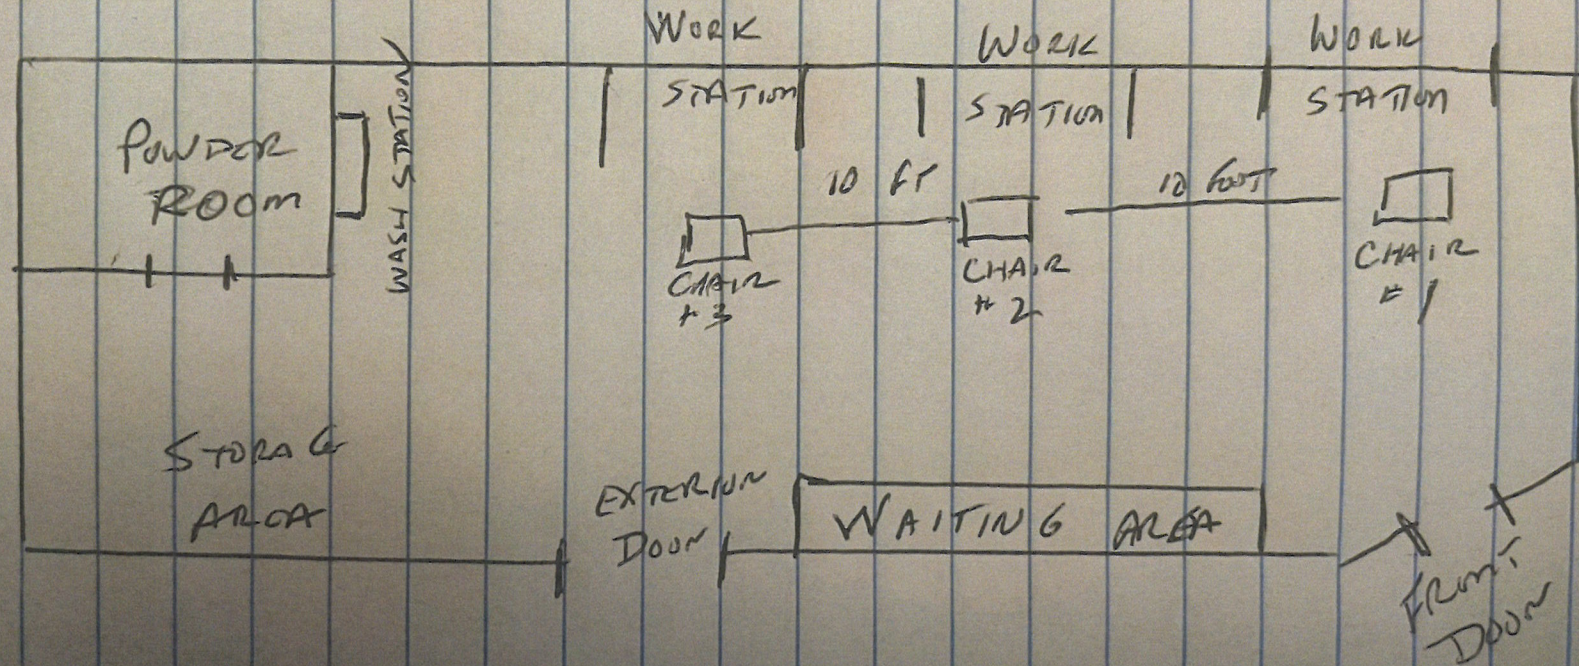 WORK
STATION
WORK
STATION
WORK
STATION
POWDER
ROOM
WASH STATION
10 FT
10 FOOT
CHAIR
# 3
CHAIR
# 2
CHAIR
# 1
STORAGE
AREA
EXTERIOR
DOOR
WAITING AREA
FRONT
DOOR